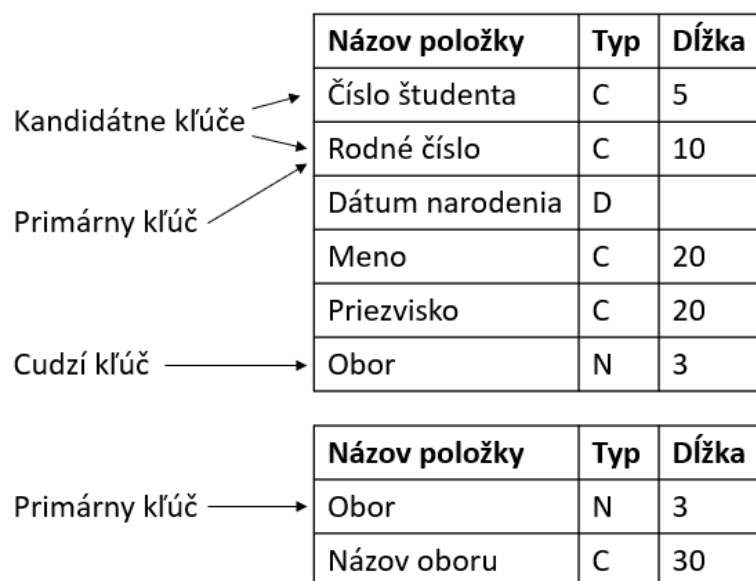 Názov položky Typ Dĺžka
Kandidátne kľúče
Číslo študenta C 5
Rodné číslo C 10
Primárny kľúč
Dátum narodenia D
Meno C 20
Priezvisko C 20
Cudzí kľúč Obor N 3
Názov položky Typ Dĺžka
Primárny kľúč Obor N 3
Názov oboru C 30